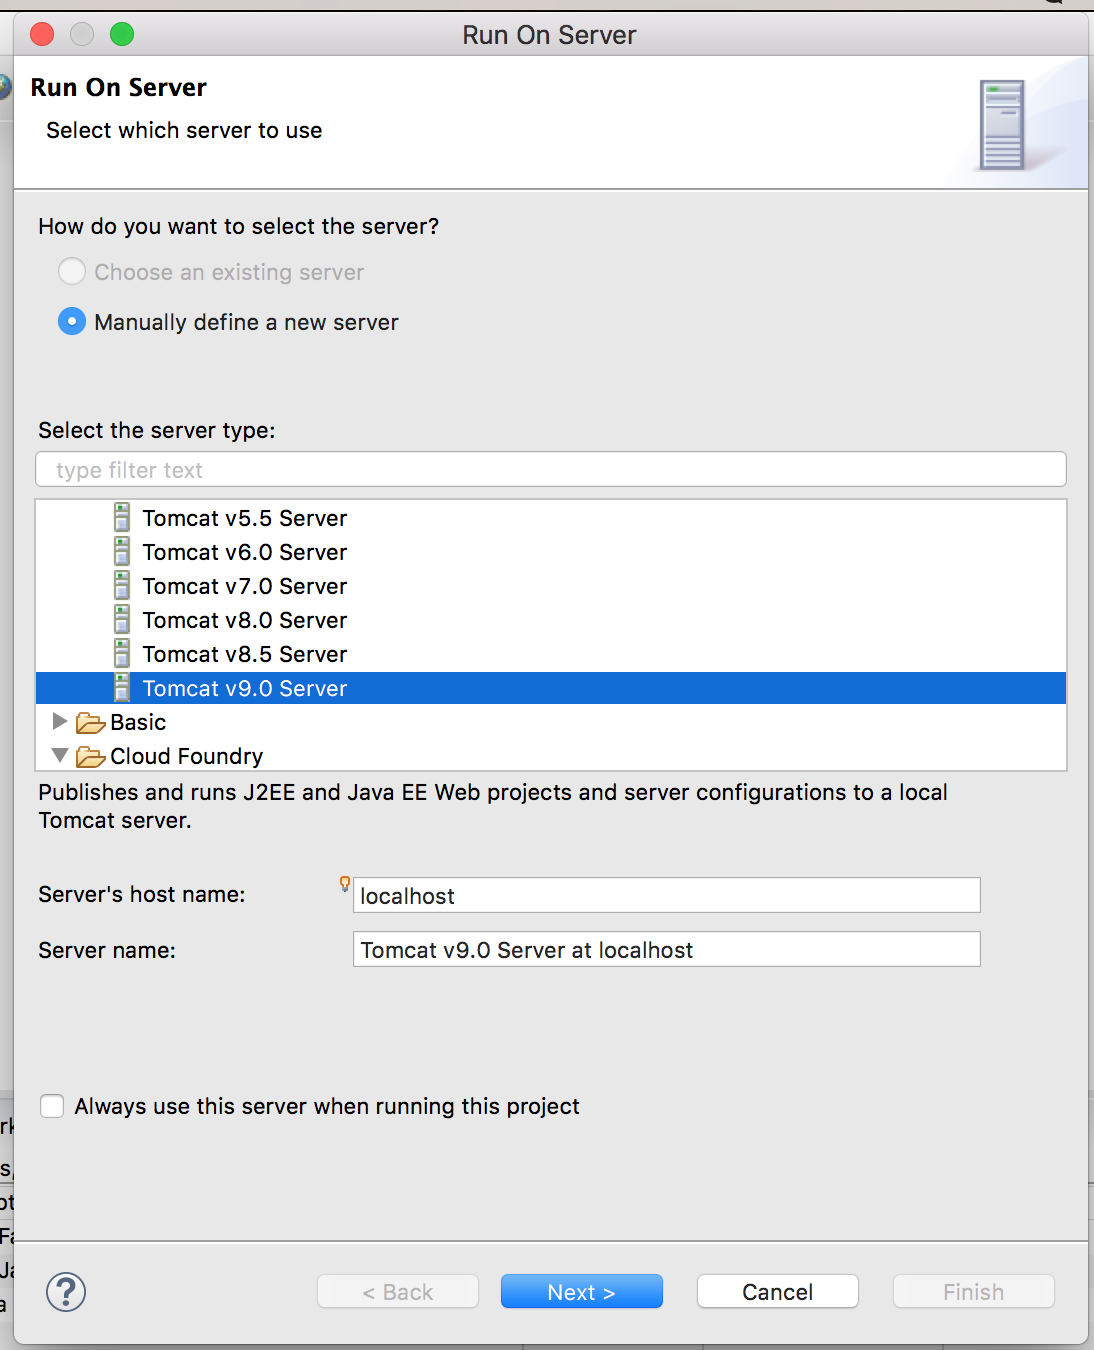 Run On Server
Run On Server
Select which server to use
How do you want to select the server?
Choose an existing server
Manually define a new server
Select the server type:
type filter text
Tomcat v5.5 Server
Tomcat v6.0 Server
Tomcat v7.0 Server
Tomcat v8.0 Server
Tomcat v8.5 Server
Tomcat v9.0 Server
Basic
Cloud Foundry
Publishes and runs J2EE and Java EE Web projects and server configurations to a local
Tomcat server.
Server's host name:
localhost
Server name:
Tomcat v9.0 Server at localhost
Always use this server when running this project
?
< Back
Next >
Cancel
Finish